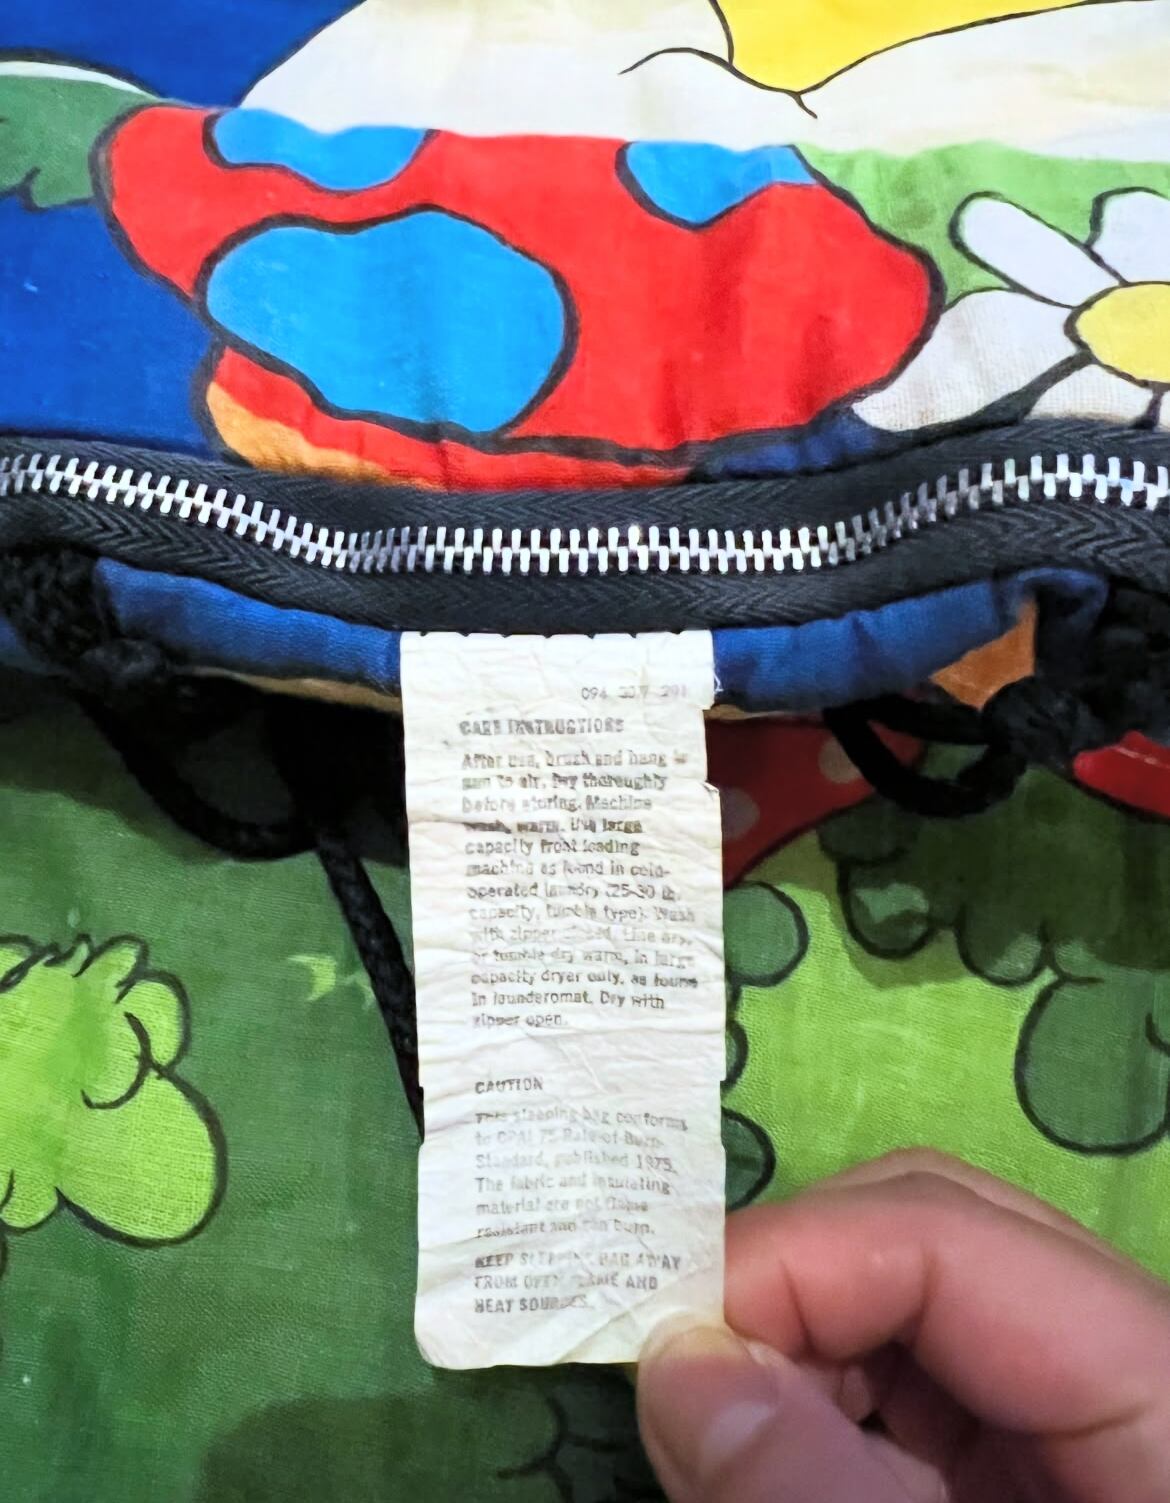 CARE INSTRUCTIONS
After use, brush and hang in
sun to air. Dry thoroughly
before storing. Machine
wash, warm. Use large
capacity front loading
machine as found in coin-
operated laundry (25-30 lb.
capacity, tumble type). Wash
with zipper closed. Line dry,
or tumble dry warm, in large
capacity dryer only, as found
in launderomat. Dry with
zipper open.
CAUTION
This sleeping bag conforms
to CPAI 75 Rate-of-Burn
Standard, published 1975.
The fabric and insulating
material are not flame
resistant and can burn.
KEEP SLEEPING BAG AWAY
FROM OPEN FLAME AND
HEAT SOURCES.